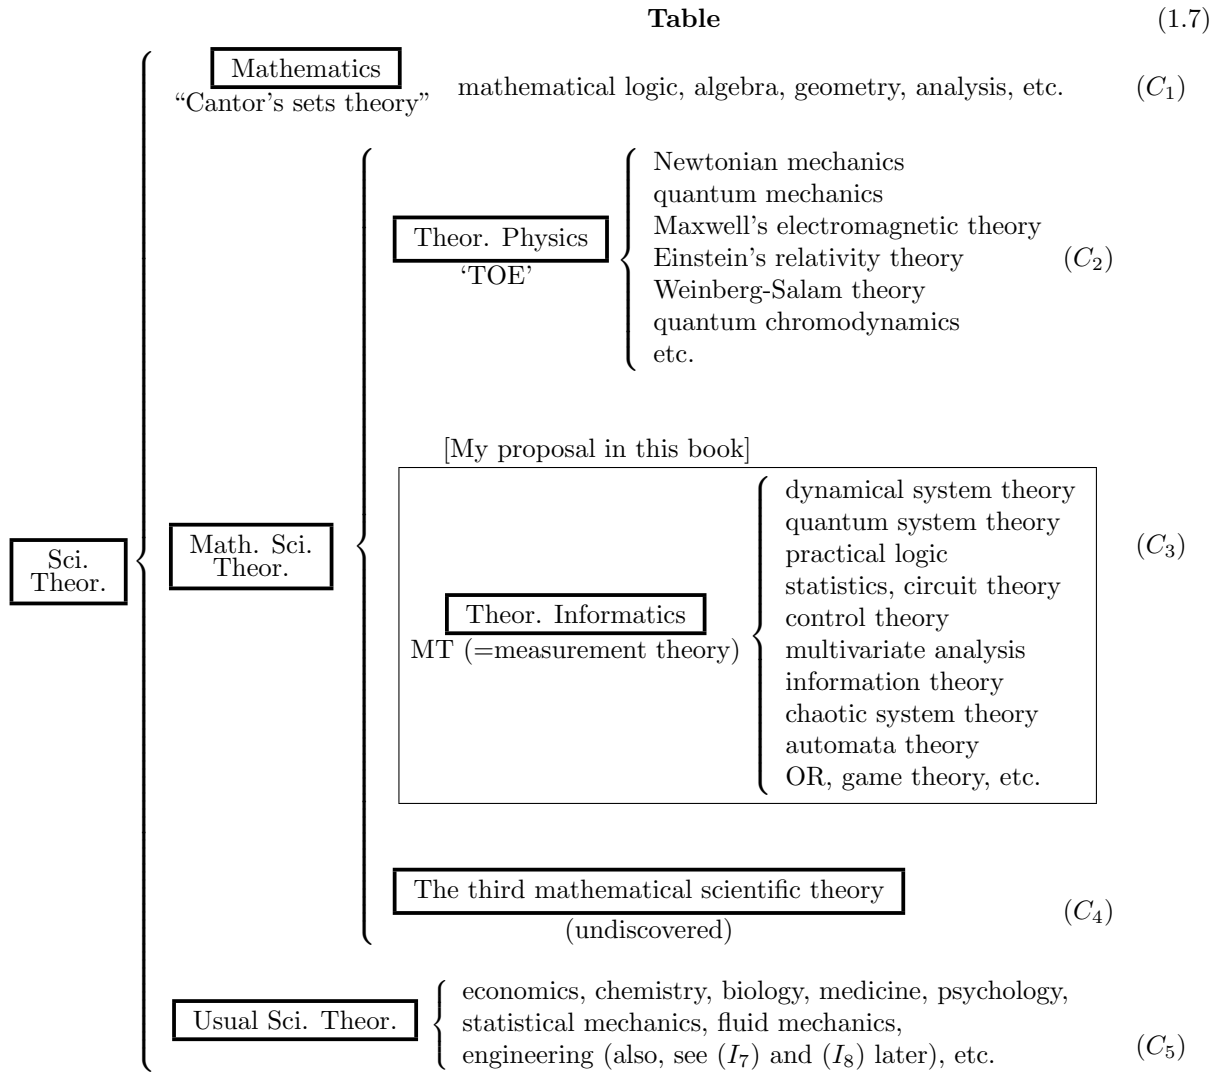 Table (1.7)
Mathematics
“Cantor’s sets theory” mathematical logic, algebra, geometry, analysis, etc. (C₁)
Newtonian mechanics
quantum mechanics
Maxwell’s electromagnetic theory
Theor. Physics
Einstein’s relativity theory (C₂)
‘TOE’
Weinberg-Salam theory
quantum chromodynamics
etc.
[My proposal in this book]
dynamical system theory
quantum system theory
Sci.
Theor.
Math. Sci.
Theor.
practical logic (C₃)
statistics, circuit theory
Theor. Informatics
control theory
MT (=measurement theory)
multivariate analysis
information theory
chaotic system theory
automata theory
OR, game theory, etc.
The third mathematical scientific theory
(undiscovered) (C₄)
Usual Sci. Theor.
economics, chemistry, biology, medicine, psychology,
statistical mechanics, fluid mechanics,
engineering (also, see (I₇) and (I₈) later), etc. (C₅)